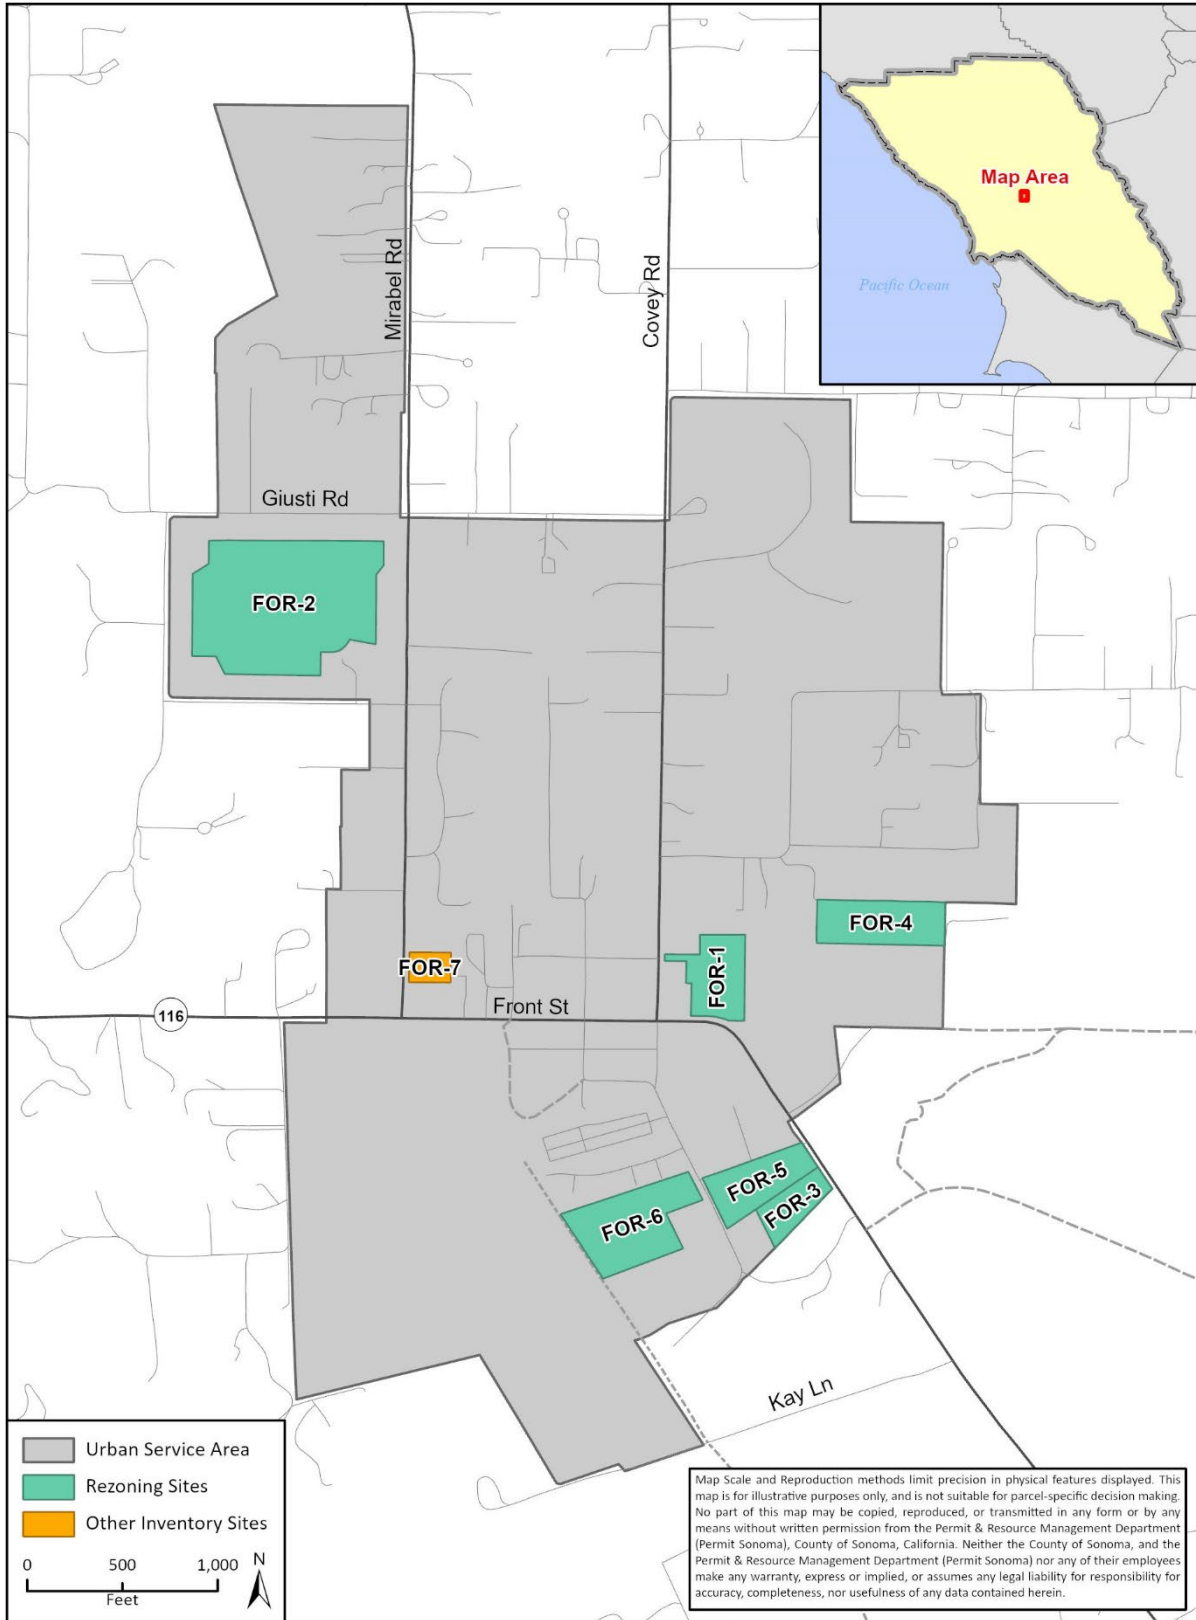 Map Area
Pacific Ocean
Mirabel Rd
Covey Rd
Giusti Rd
FOR-2
FOR-4
FOR-1
FOR-7
Front St
116
FOR-5
FOR-3
FOR-6
Kay Ln
Urban Service Area
Rezoning Sites
Other Inventory Sites
0 500 1,000
Feet
N
Map Scale and Reproduction methods limit precision in physical features displayed. This
map is for illustrative purposes only, and is not suitable for parcel-specific decision making.
No part of this map may be copied, reproduced, or transmitted in any form or by any
means without written permission from the Permit & Resource Management Department
(Permit Sonoma), County of Sonoma, California. Neither the County of Sonoma, and the
Permit & Resource Management Department (Permit Sonoma) nor any of their employees
make any warranty, express or implied, or assumes any legal liability for responsibility for
accuracy, completeness, nor usefulness of any data contained herein.